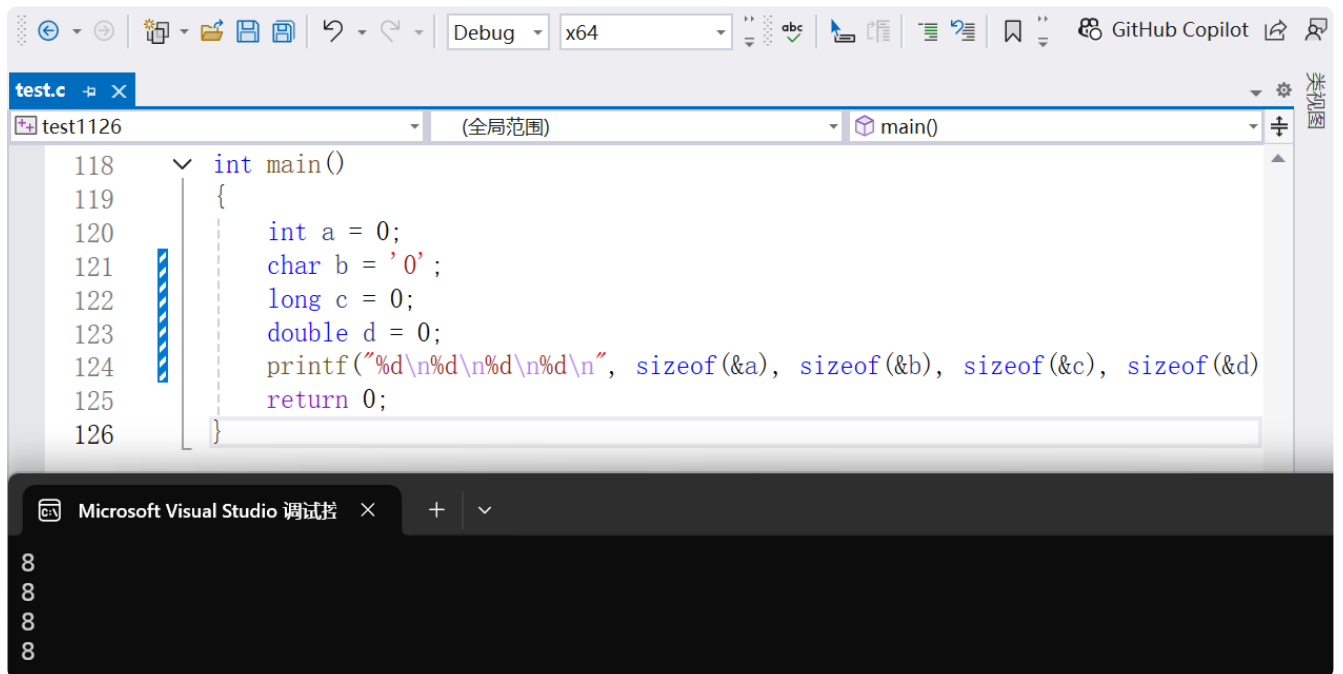 Debug x64 abc GitHub Copilot
test.c
类视图
test1126 (全局范围) main()
118 int main()
119 {
120 int a = 0;
121 char b = '0';
122 long c = 0;
123 double d = 0;
124 printf("%d\n%d\n%d\n%d\n", sizeof(&a), sizeof(&b), sizeof(&c), sizeof(&d)
125 return 0;
126 }
Microsoft Visual Studio 调试控
8
8
8
8